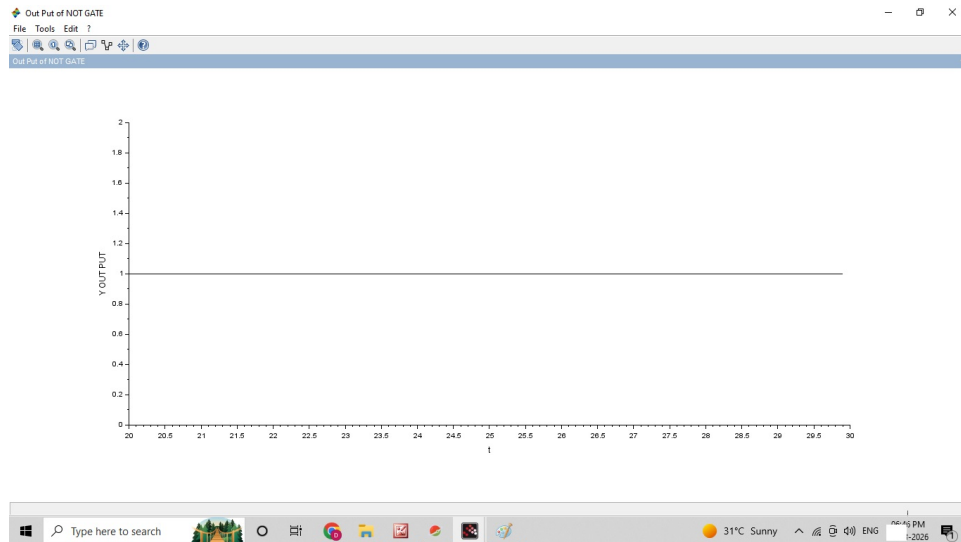 Out Put of NOT GATE
File Tools Edit ?
Out Put of NOT GATE
2
1.8
1.6
1.4
1.2
1
0.8
0.6
0.4
0.2
0
Y OUT PUT
20 20.5 21 21.5 22 22.5 23 23.5 24 24.5 25 25.5 26 26.5 27 27.5 28 28.5 29 29.5 30
t
Type here to search
31°C Sunny
ENG
PM
-2026
1